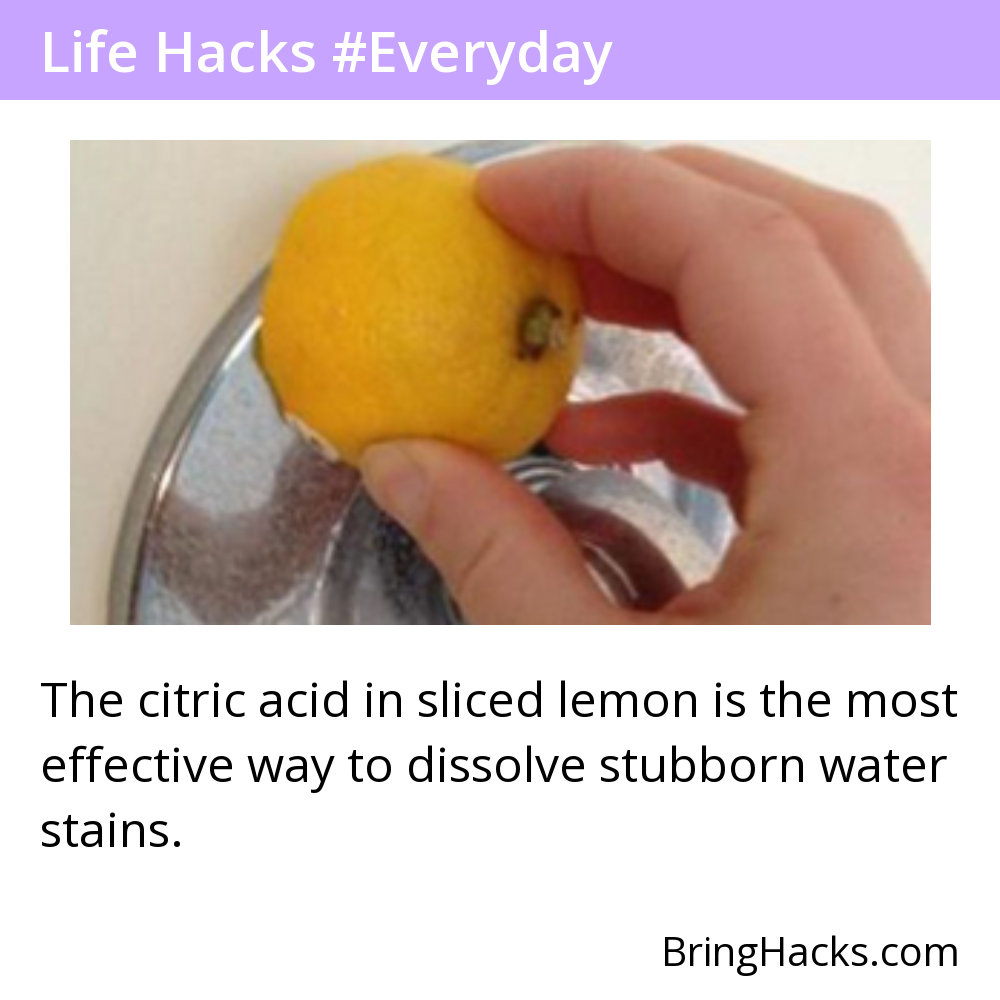 Life Hacks #Everyday
The citric acid in sliced lemon is the most
effective way to dissolve stubborn water
stains.
BringHacks.com